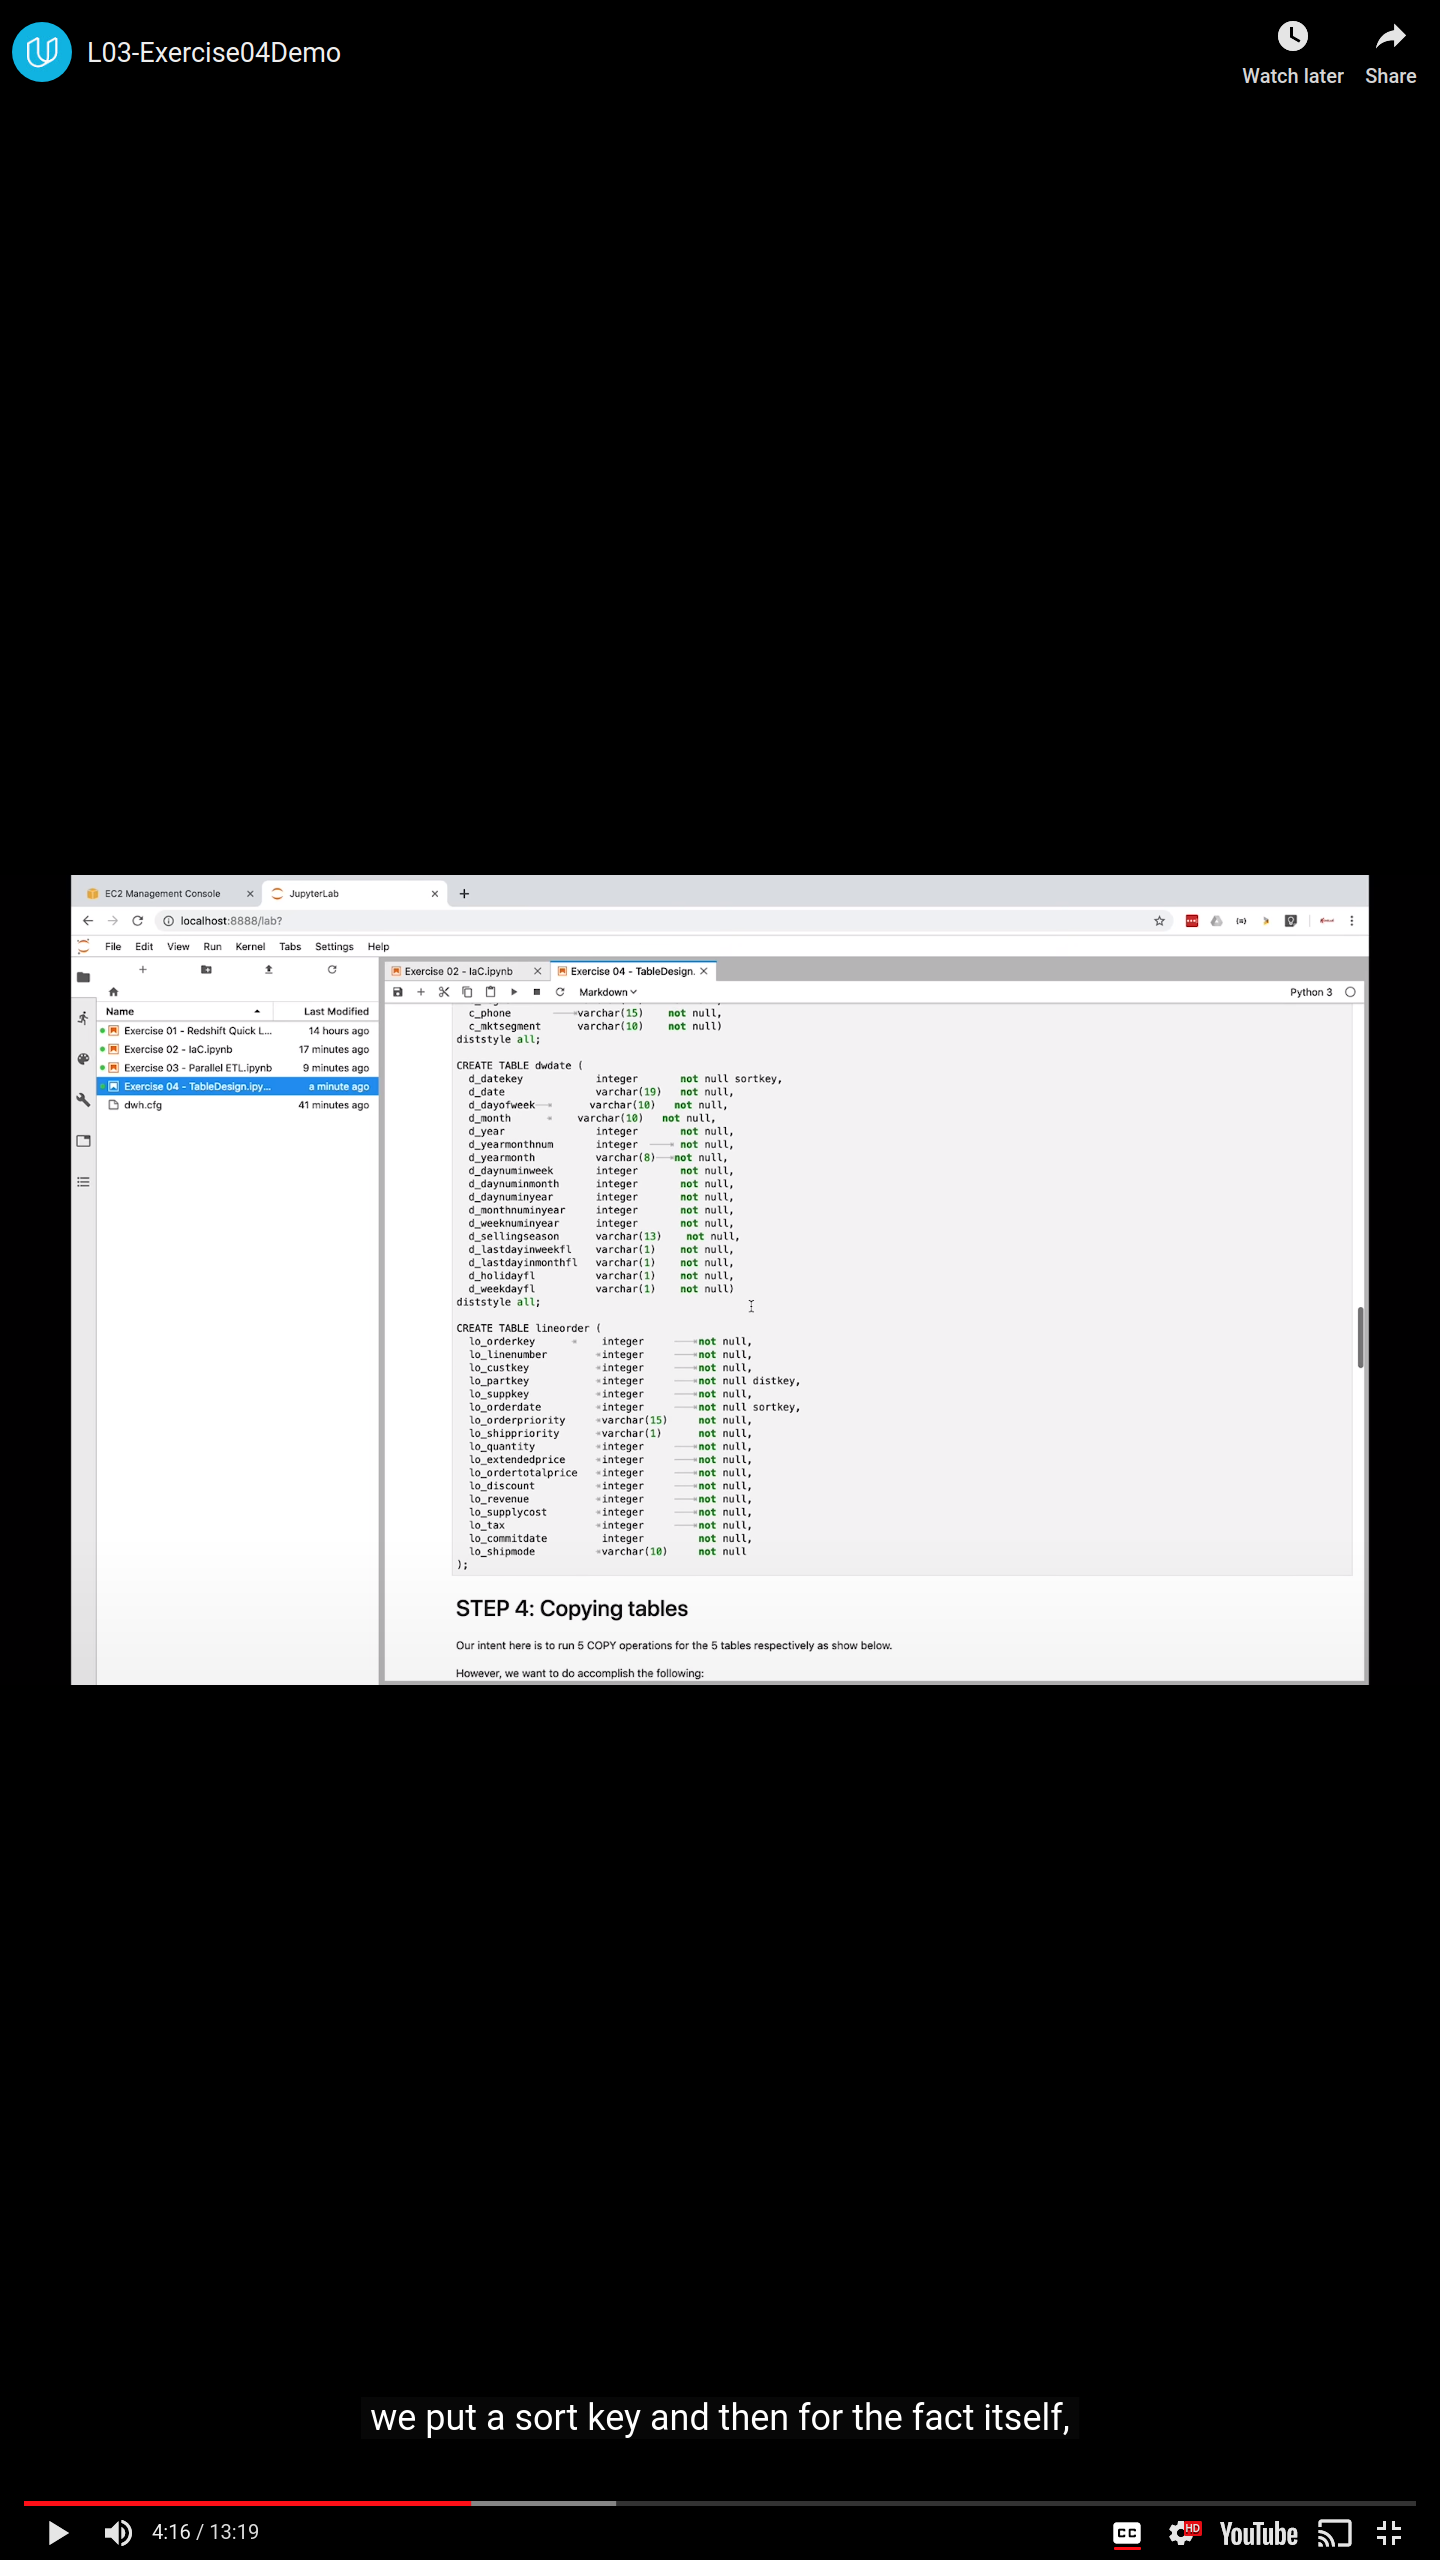 L03-Exercise04Demo
Watch later
Share
EC2 Management Console
JupyterLab
localhost:8888/lab?
File Edit View Run Kernel Tabs Settings Help
Exercise 02 - IaC.ipynb
Exercise 04 - TableDesign.
Markdown
Python 3
Name Last Modified
Exercise 01 - Redshift Quick L... 14 hours ago
Exercise 02 - IaC.ipynb 17 minutes ago
Exercise 03 - Parallel ETL.ipynb 9 minutes ago
Exercise 04 - TableDesign.ipy... a minute ago
dwh.cfg 41 minutes ago
c_phone varchar(15) not null,
c_mktsegment varchar(10) not null)
diststyle all;
CREATE TABLE dwdate (
d_datekey integer not null sortkey,
d_date varchar(19) not null,
d_dayofweek varchar(10) not null,
d_month varchar(10) not null,
d_year integer not null,
d_yearmonthnum integer not null,
d_yearmonth varchar(8) not null,
d_daynuminweek integer not null,
d_daynuminmonth integer not null,
d_daynuminyear integer not null,
d_monthnuminyear integer not null,
d_weeknuminyear integer not null,
d_sellingseason varchar(13) not null,
d_lastdayinweekfl varchar(1) not null,
d_lastdayinmonthfl varchar(1) not null,
d_holidayfl varchar(1) not null,
d_weekdayfl varchar(1) not null)
diststyle all;
CREATE TABLE lineorder (
lo_orderkey integer not null,
lo_linenumber integer not null,
lo_custkey integer not null,
lo_partkey integer not null distkey,
lo_suppkey integer not null,
lo_orderdate integer not null sortkey,
lo_orderpriority varchar(15) not null,
lo_shippriority varchar(1) not null,
lo_quantity integer not null,
lo_extendedprice integer not null,
lo_ordertotalprice integer not null,
lo_discount integer not null,
lo_revenue integer not null,
lo_supplycost integer not null,
lo_tax integer not null,
lo_commitdate integer not null,
lo_shipmode varchar(10) not null
);
STEP 4: Copying tables
Our intent here is to run 5 COPY operations for the 5 tables respectively as show below.
However, we want to do accomplish the following:
we put a sort key and then for the fact itself,
4:16 / 13:19
CC
HD
YouTube